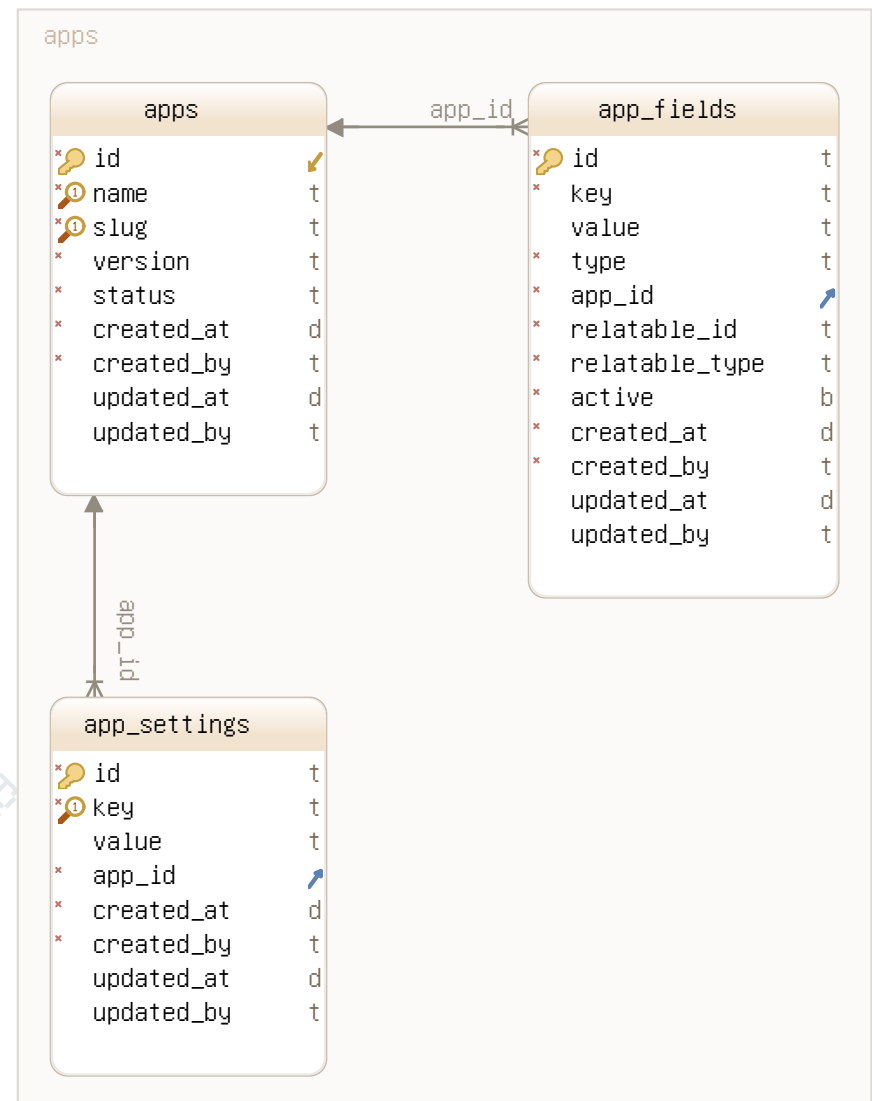 apps
apps
id
name t
slug t
version t
status t
created_at d
created_by t
updated_at d
updated_by t
app_id
app_fields
id t
key t
value t
type t
app_id
relatable_id t
relatable_type t
active b
created_at d
created_by t
updated_at d
updated_by t
app_id
app_settings
id t
key t
value t
app_id
created_at d
created_by t
updated_at d
updated_by t